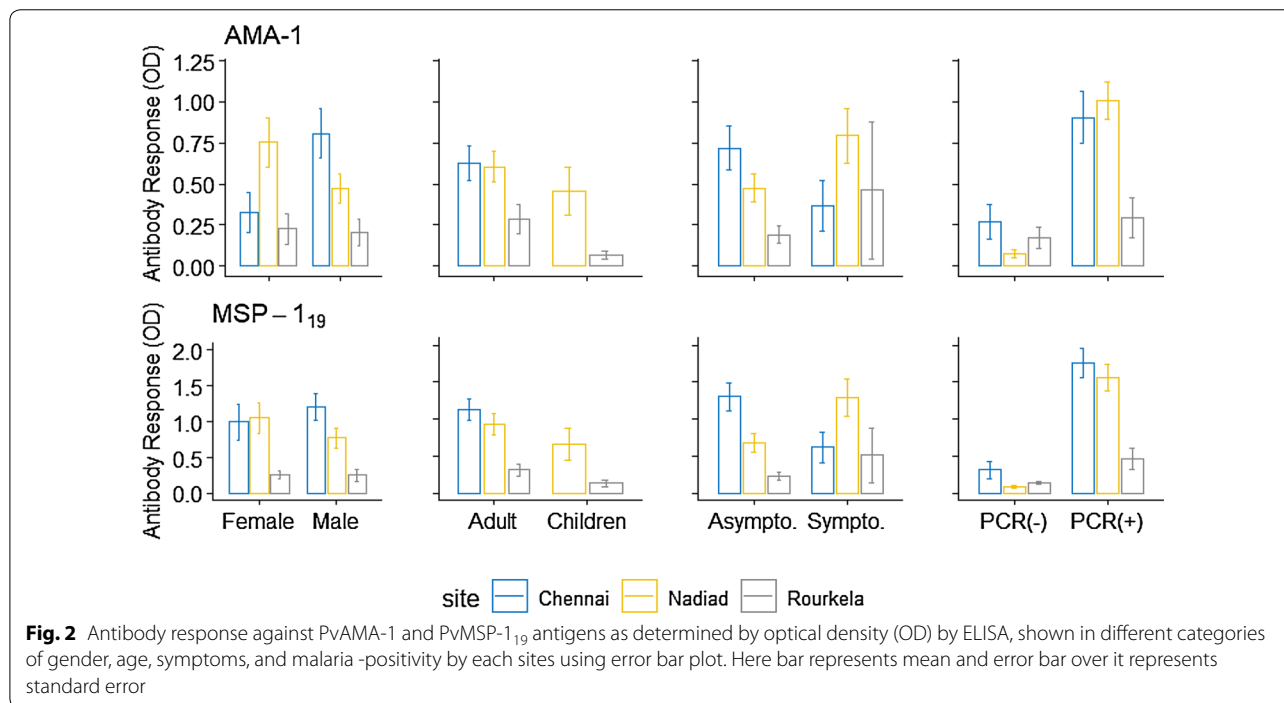 AMA-1
Antibody Response (OD)
1.25
1.00
0.75
0.50
0.25
0.00
MSP – 1₁₉
Antibody Response (OD)
2.0
1.5
1.0
0.5
0.0
Female Male Adult Children Asympto. Sympto. PCR(-) PCR(+)
site Chennai Nadiad Rourkela
Fig. 2 Antibody response against PvAMA-1 and PvMSP-1₁₉ antigens as determined by optical density (OD) by ELISA, shown in different categories
of gender, age, symptoms, and malaria -positivity by each sites using error bar plot. Here bar represents mean and error bar over it represents
standard error